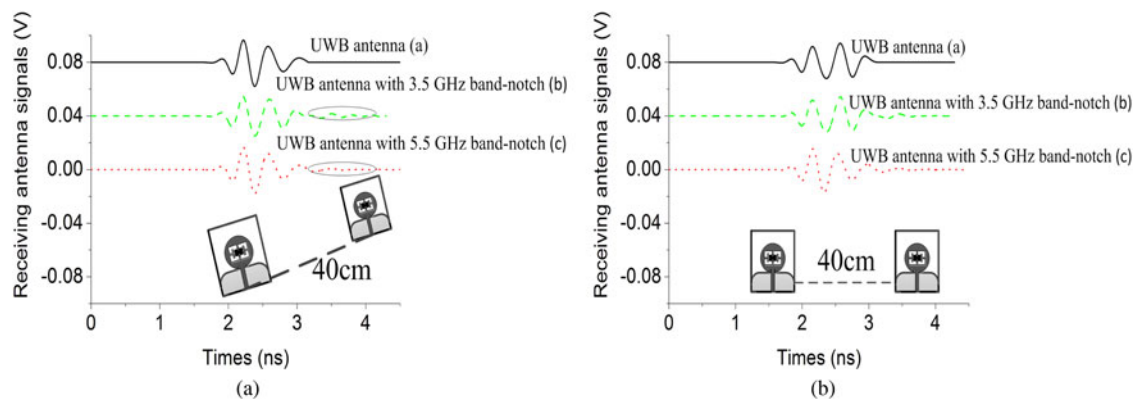 Receiving antenna signals (V)
0.08
0.04
0.00
-0.04
-0.08
UWB antenna (a)
UWB antenna with 3.5 GHz band-notch (b)
UWB antenna with 5.5 GHz band-notch (c)
40cm
0 1 2 3 4
Times (ns)
(a)
Receiving antenna signals (V)
0.08
0.04
0.00
-0.04
-0.08
UWB antenna (a)
UWB antenna with 3.5 GHz band-notch (b)
UWB antenna with 5.5 GHz band-notch (c)
40cm
0 1 2 3 4
Times (ns)
(b)